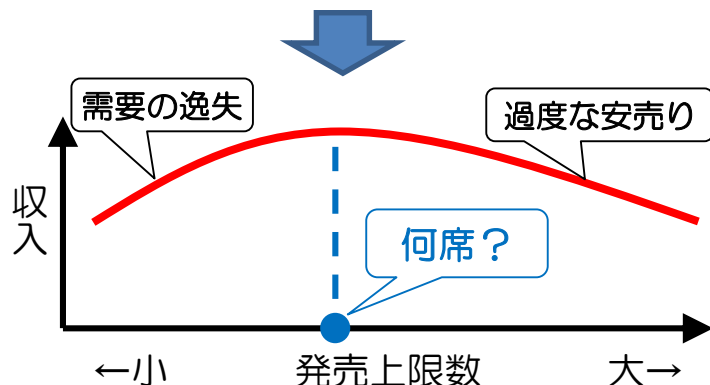 需要の逸失
過度な安売り
収入
何席？
←小
発売上限数
大→